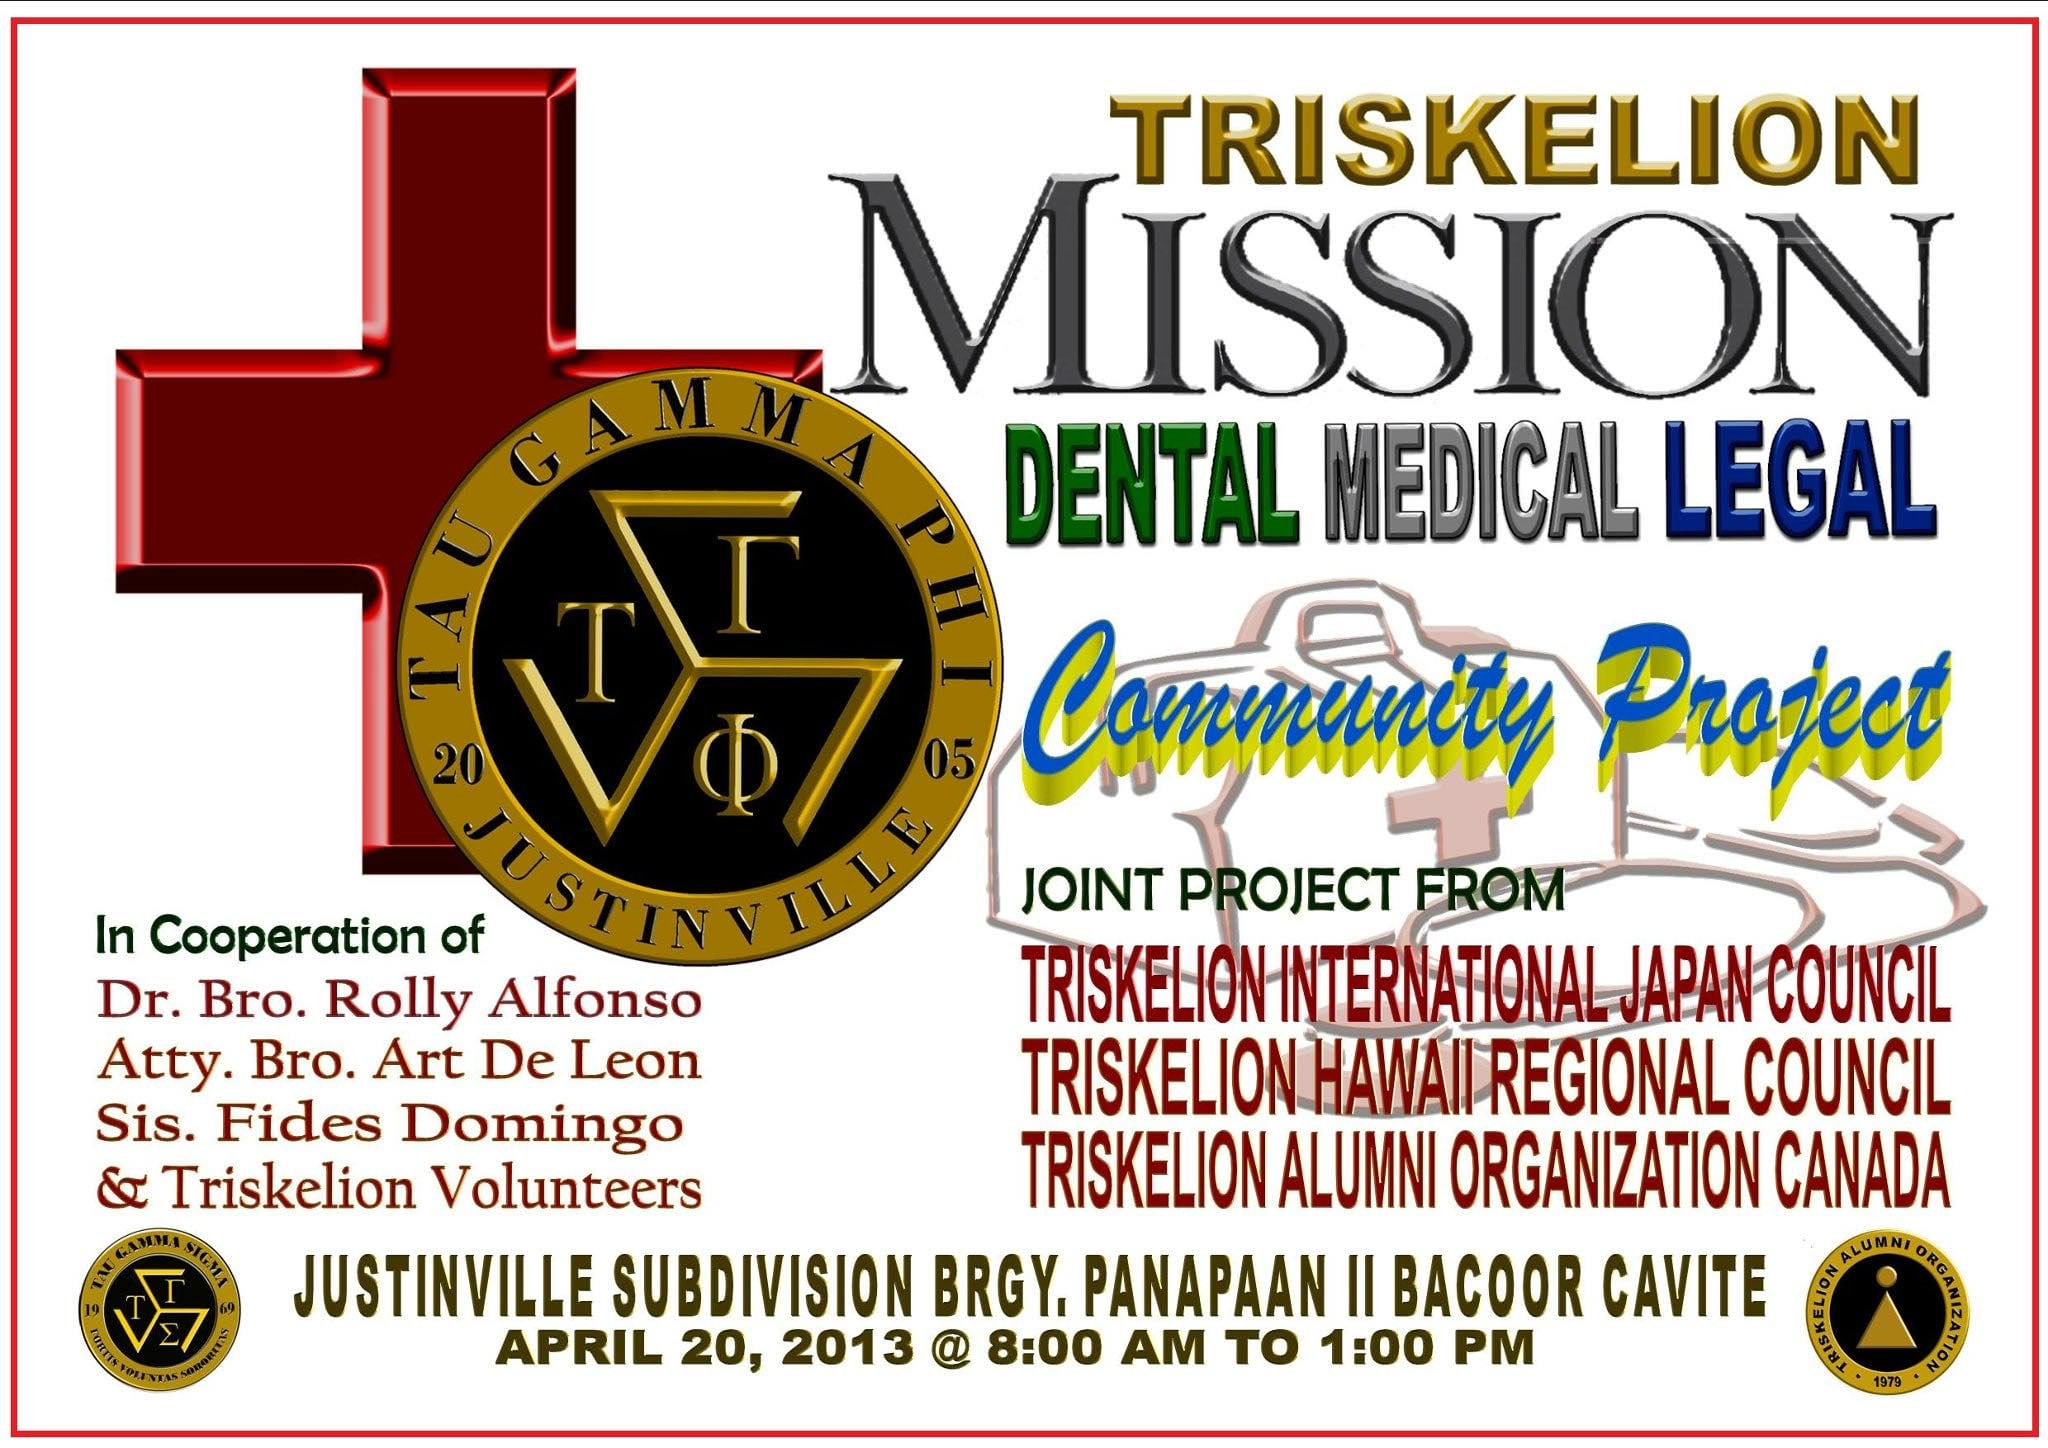 TRISKELION
MISSION
DENTAL MEDICAL LEGAL
Community Project
TAU GAMMA PHI
20 05
JUSTINVILLE
Τ Γ Φ
JOINT PROJECT FROM
TRISKELION INTERNATIONAL JAPAN COUNCIL
TRISKELION HAWAII REGIONAL COUNCIL
TRISKELION ALUMNI ORGANIZATION CANADA
In Cooperation of
Dr. Bro. Rolly Alfonso
Atty. Bro. Art De Leon
Sis. Fides Domingo
& Triskelion Volunteers
TAU GAMMA SIGMA
19 69
FORTIS VOLUNTAS SORORITAS
Τ Γ Σ
JUSTINVILLE SUBDIVISION BRGY. PANAPAAN II BACOOR CAVITE
APRIL 20, 2013 @ 8:00 AM TO 1:00 PM
TRISKELION ALUMNI ORGANIZATION
• 1979 •